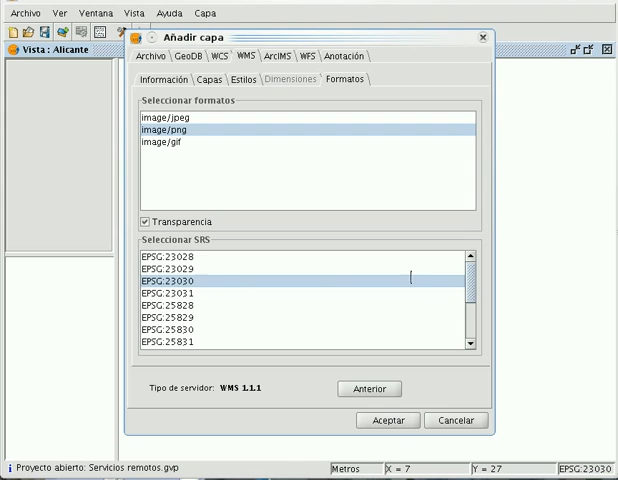 Archivo Ver Ventana Vista Ayuda Capa
Vista : Alicante
Añadir capa
Archivo GeoDB WCS WMS ArcIMS WFS Anotación
Información Capas Estilos Dimensiones Formatos
Seleccionar formatos
image/jpeg
image/png
image/gif
Transparencia
Seleccionar SRS
EPSG:23028
EPSG:23029
EPSG:23030
EPSG:23031
EPSG:25828
EPSG:25829
EPSG:25830
EPSG:25831
Tipo de servidor: WMS 1.1.1
Anterior
Aceptar Cancelar
Proyecto abierto: Servicios remotos.gvp Metros X = 7 Y = 27 EPSG:23030